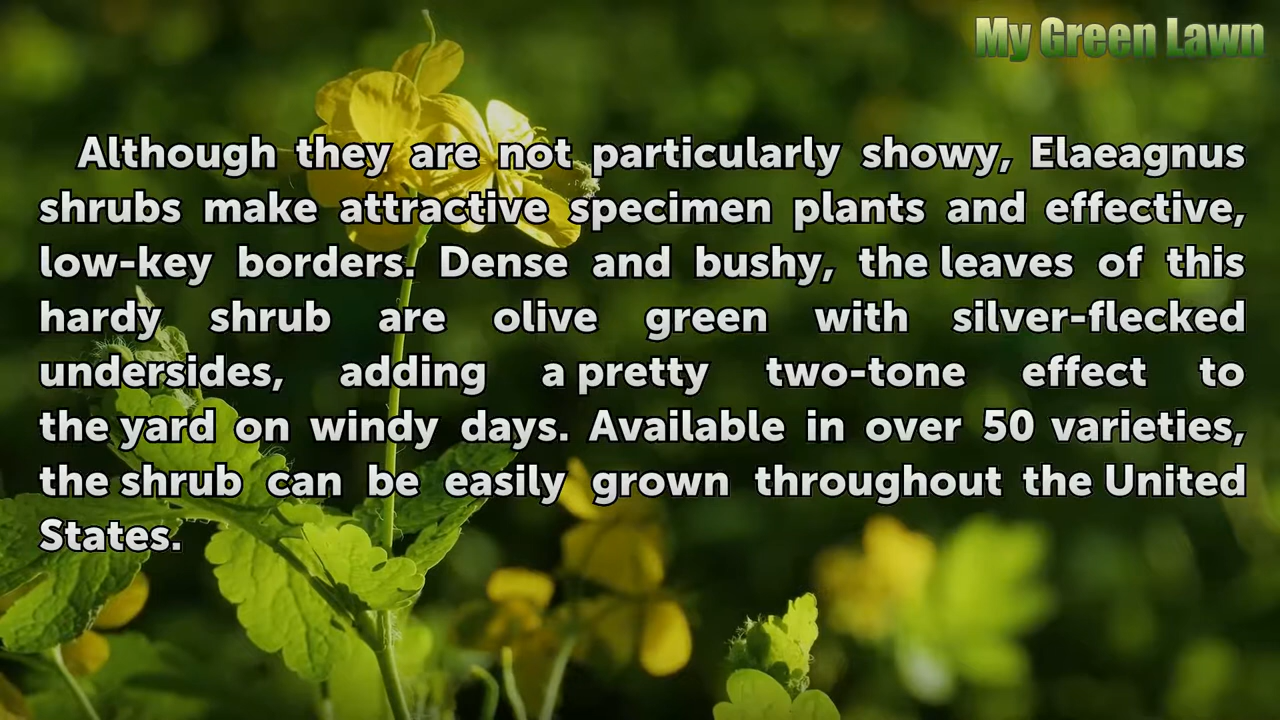 My Green Lawn
Although they are not particularly showy, Elaeagnus
shrubs make attractive specimen plants and effective,
low-key borders. Dense and bushy, the leaves of this
hardy shrub are olive green with silver-flecked
undersides, adding a pretty two-tone effect to
the yard on windy days. Available in over 50 varieties,
the shrub can be easily grown throughout the United
States.